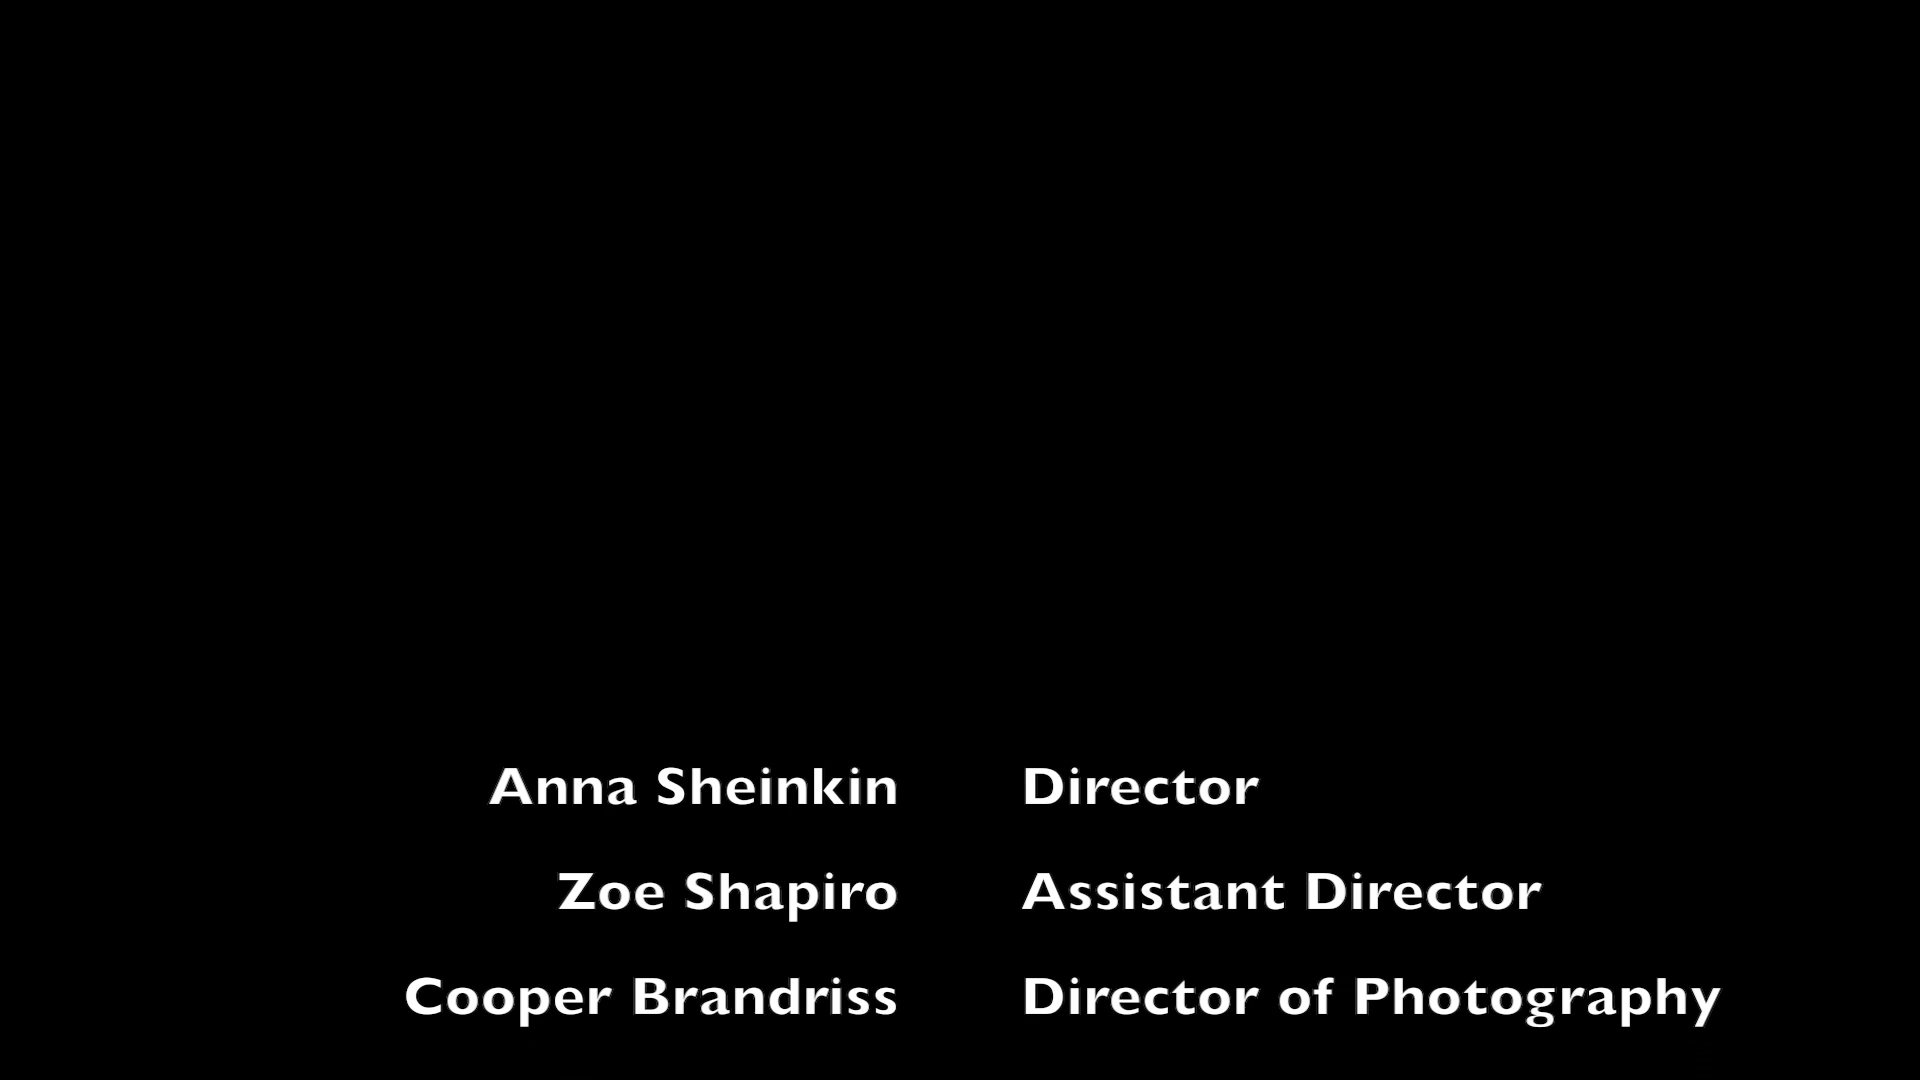 Anna Sheinkin Director
Zoe Shapiro Assistant Director
Cooper Brandriss Director of Photography